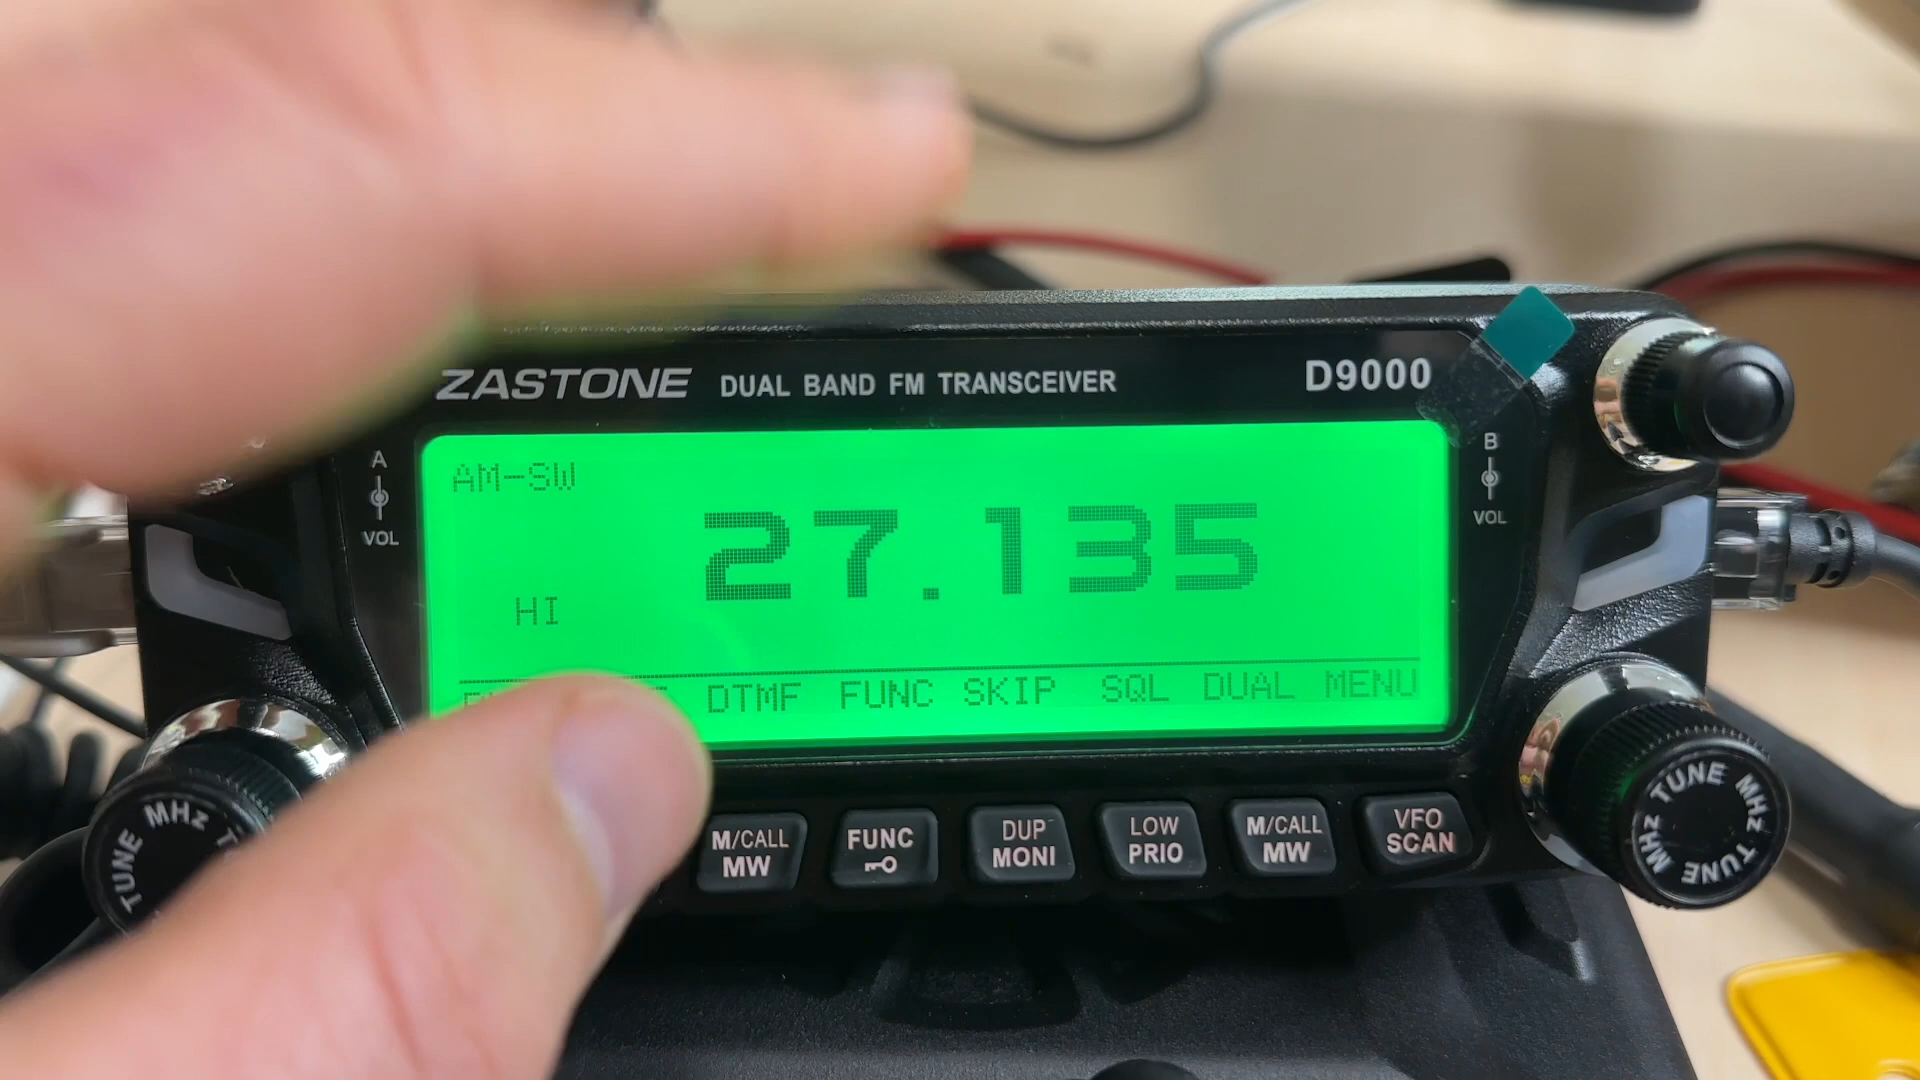 ZASTONE DUAL BAND FM TRANSCEIVER D9000
A
VOL
B
VOL
AM-SW
27.135
HI
DTMF FUNC SKIP SQL DUAL MENU
TUNE MHz
M/CALL
MW
FUNC
DUP
MONI
LOW
PRIO
M/CALL
MW
VFO
SCAN
TUNE MHz TUNE MHz